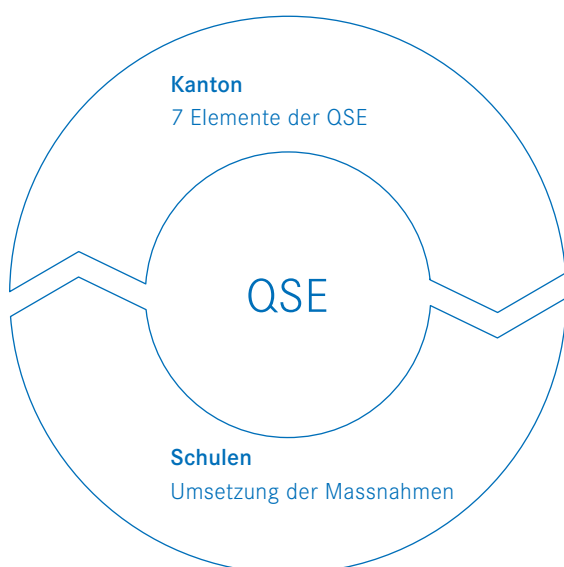 Kanton
7 Elemente der QSE
QSE
Schulen
Umsetzung der Massnahmen